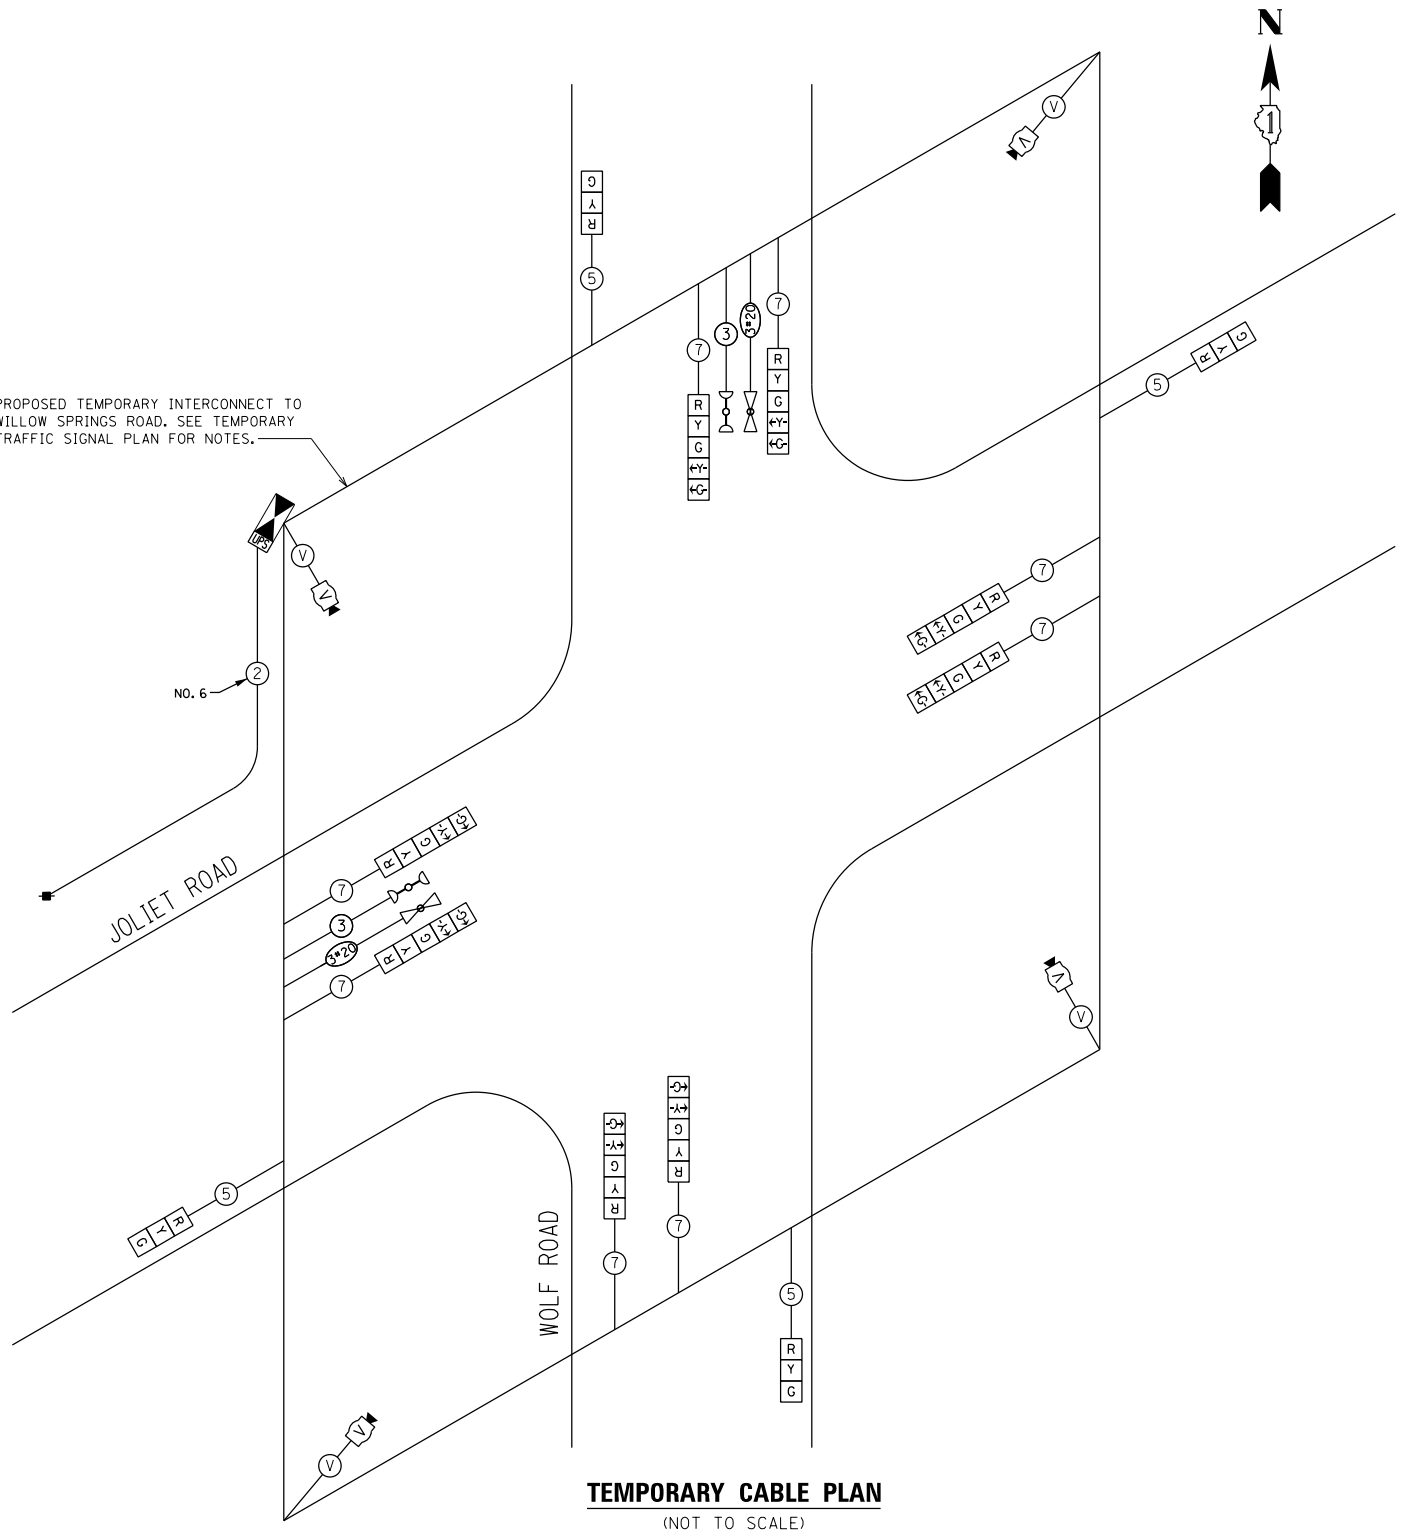 N
1
V
V
G
Y
R
5
7
3
3#20
7
R
Y
G
←Y-
←G-
R
Y
G
←Y-
←G-
5
R Y G
PROPOSED TEMPORARY INTERCONNECT TO
WILLOW SPRINGS ROAD. SEE TEMPORARY
TRAFFIC SIGNAL PLAN FOR NOTES.
UPS
V
V
7
←G- ←Y- G Y R
7
←G- ←Y- G Y R
2
NO. 6
JOLIET ROAD
7
R Y G ←Y- ←G-
3
3#20
7
R Y G ←Y- ←G-
V
V
←G-
←Y-
G
Y
R
7
←G-
←Y-
G
Y
R
7
5
G Y R
WOLF ROAD
5
R
Y
G
V
V
TEMPORARY CABLE PLAN
(NOT TO SCALE)